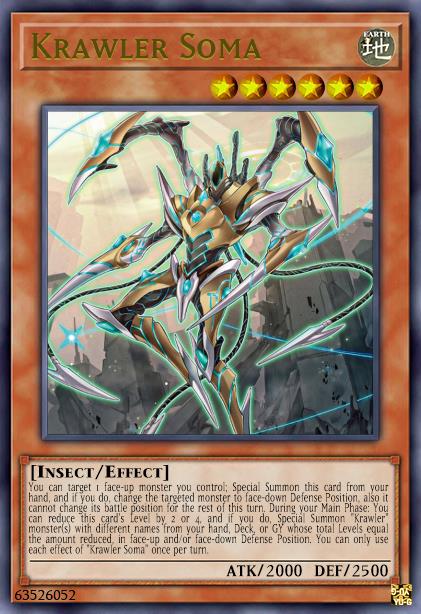 Krawler Soma
EARTH
地
[Insect/Effect]
You can target 1 face-up monster you control; Special Summon this card from your
hand, and if you do, change the targeted monster to face-down Defense Position, also it
cannot change its battle position for the rest of this turn. During your Main Phase: You
can reduce this card's Level by 2 or 4, and if you do, Special Summon "Krawler"
monster(s) with different names from your hand, Deck, or GY whose total Levels equal
the amount reduced, in face-up and/or face-down Defense Position. You can only use
each effect of "Krawler Soma" once per turn.
ATK/2000 DEF/2500
63526052